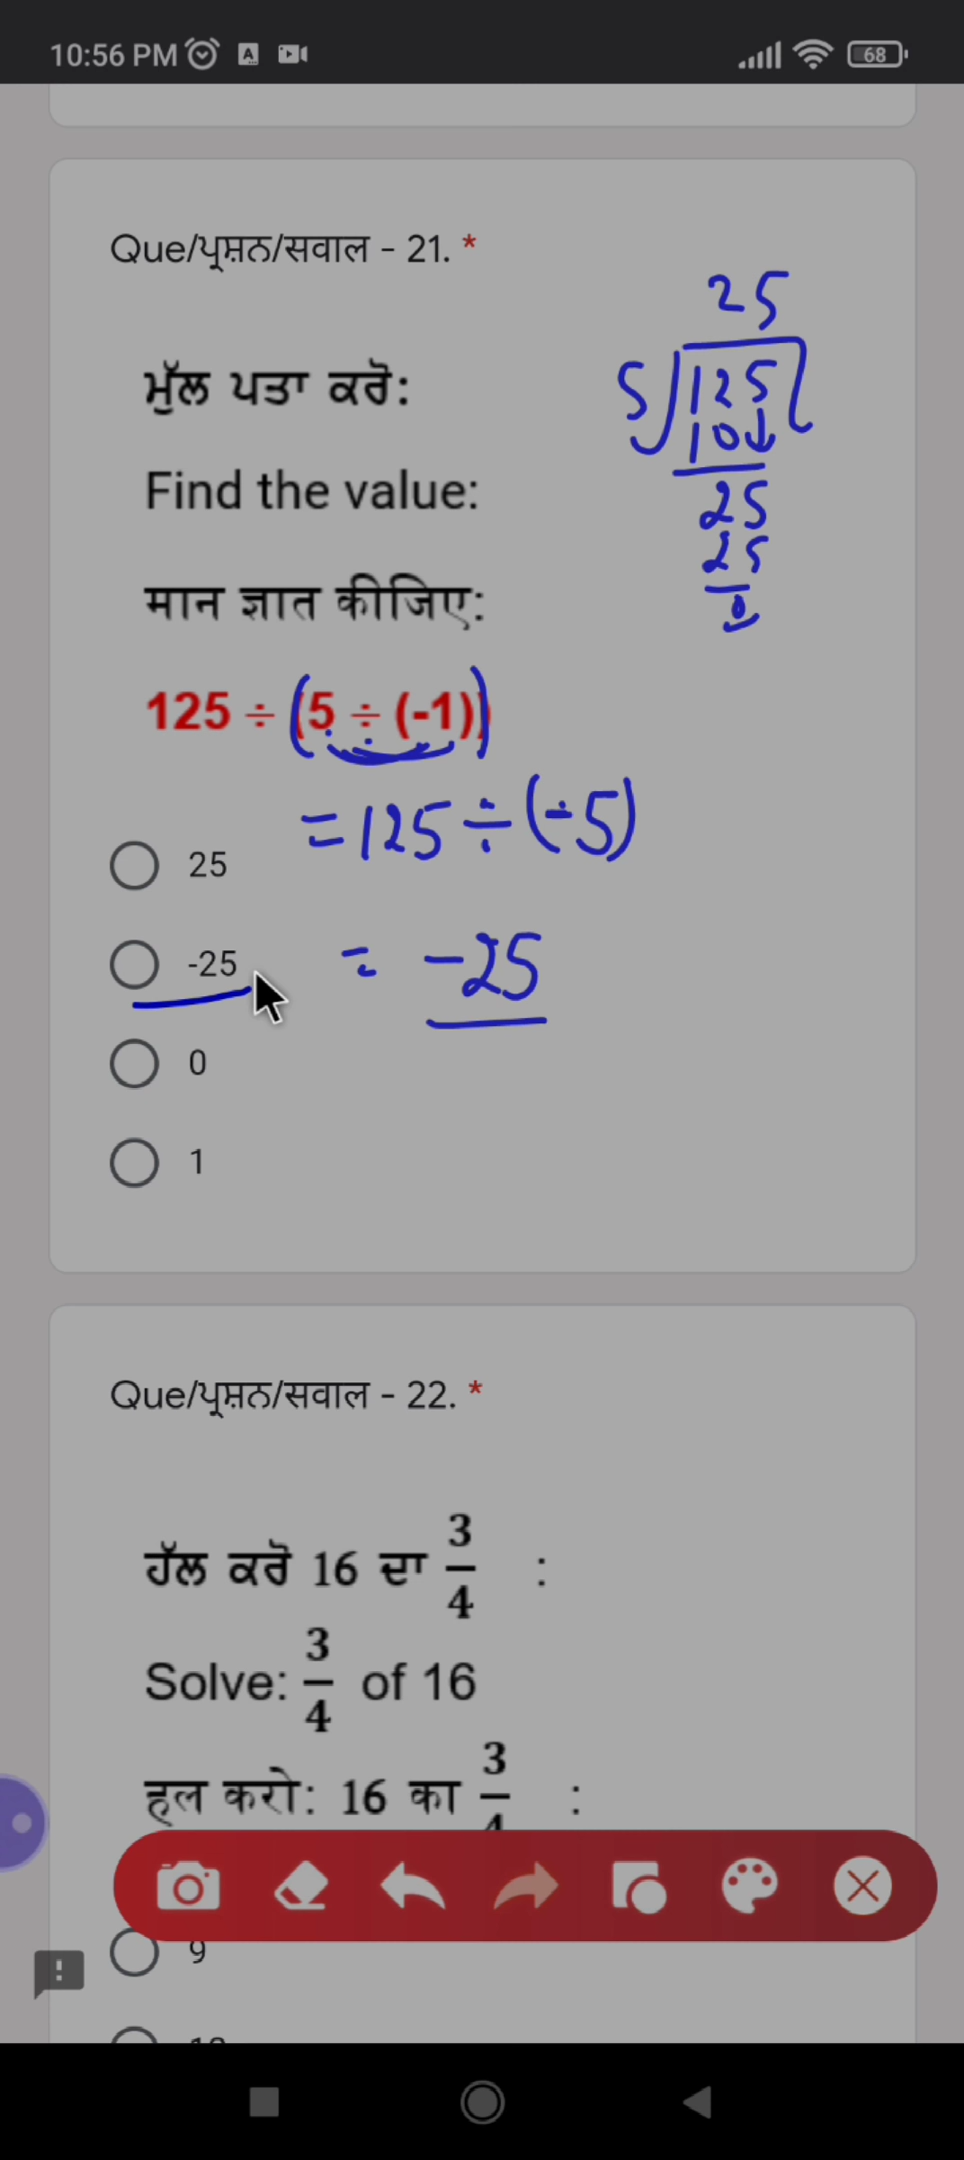 10:56 PM A 68
Que/ਪ੍ਰਸ਼ਨ/सवाल - 21. *
ਮੁੱਲ ਪਤਾ ਕਰੋ:
Find the value:
मान ज्ञात कीजिए:
125 ÷ (5 ÷ (-1))
25
5 125
10↓
25
25
0
= 125 ÷ (-5)
25
-25
= -25
0
1
Que/ਪ੍ਰਸ਼ਨ/सवाल - 22. *
ਹੱਲ ਕਰੋ 16 ਦਾ 3/4 :
Solve: 3/4 of 16
हल करो: 16 का 3/4 :
9